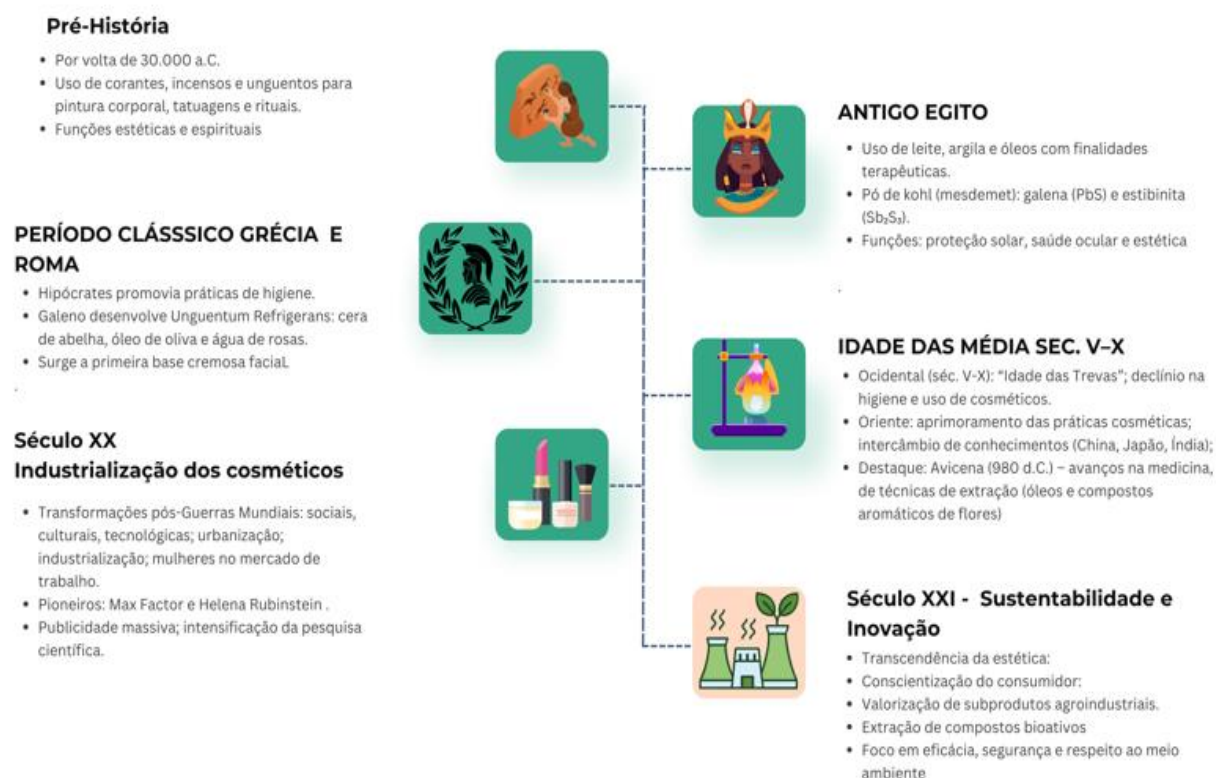 Pré-História
• Por volta de 30.000 a.C.
• Uso de corantes, incensos e unguentos para
pintura corporal, tatuagens e rituais.
• Funções estéticas e espirituais
ANTIGO EGITO
• Uso de leite, argila e óleos com finalidades
terapêuticas.
• Pó de kohl (mesdemet): galena (PbS) e estibinita
(Sb₂S₃).
• Funções: proteção solar, saúde ocular e estética
.
PERÍODO CLÁSSSICO GRÉCIA E
ROMA
• Hipócrates promovia práticas de higiene.
• Galeno desenvolve Unguentum Refrigerans: cera
de abelha, óleo de oliva e água de rosas.
• Surge a primeira base cremosa facial.
.
IDADE DAS MÉDIA SEC. V–X
• Ocidental (séc. V-X): “Idade das Trevas”; declínio na
higiene e uso de cosméticos.
• Oriente: aprimoramento das práticas cosméticas;
intercâmbio de conhecimentos (China, Japão, Índia);
• Destaque: Avicena (980 d.C.) – avanços na medicina,
de técnicas de extração (óleos e compostos
aromáticos de flores)
Século XX
Industrialização dos cosméticos
• Transformações pós-Guerras Mundiais: sociais,
culturais, tecnológicas; urbanização;
industrialização; mulheres no mercado de
trabalho.
• Pioneiros: Max Factor e Helena Rubinstein .
• Publicidade massiva; intensificação da pesquisa
científica.
Século XXI - Sustentabilidade e
Inovação
• Transcendência da estética:
• Conscientização do consumidor:
• Valorização de subprodutos agroindustriais.
• Extração de compostos bioativos
• Foco em eficácia, segurança e respeito ao meio
ambiente